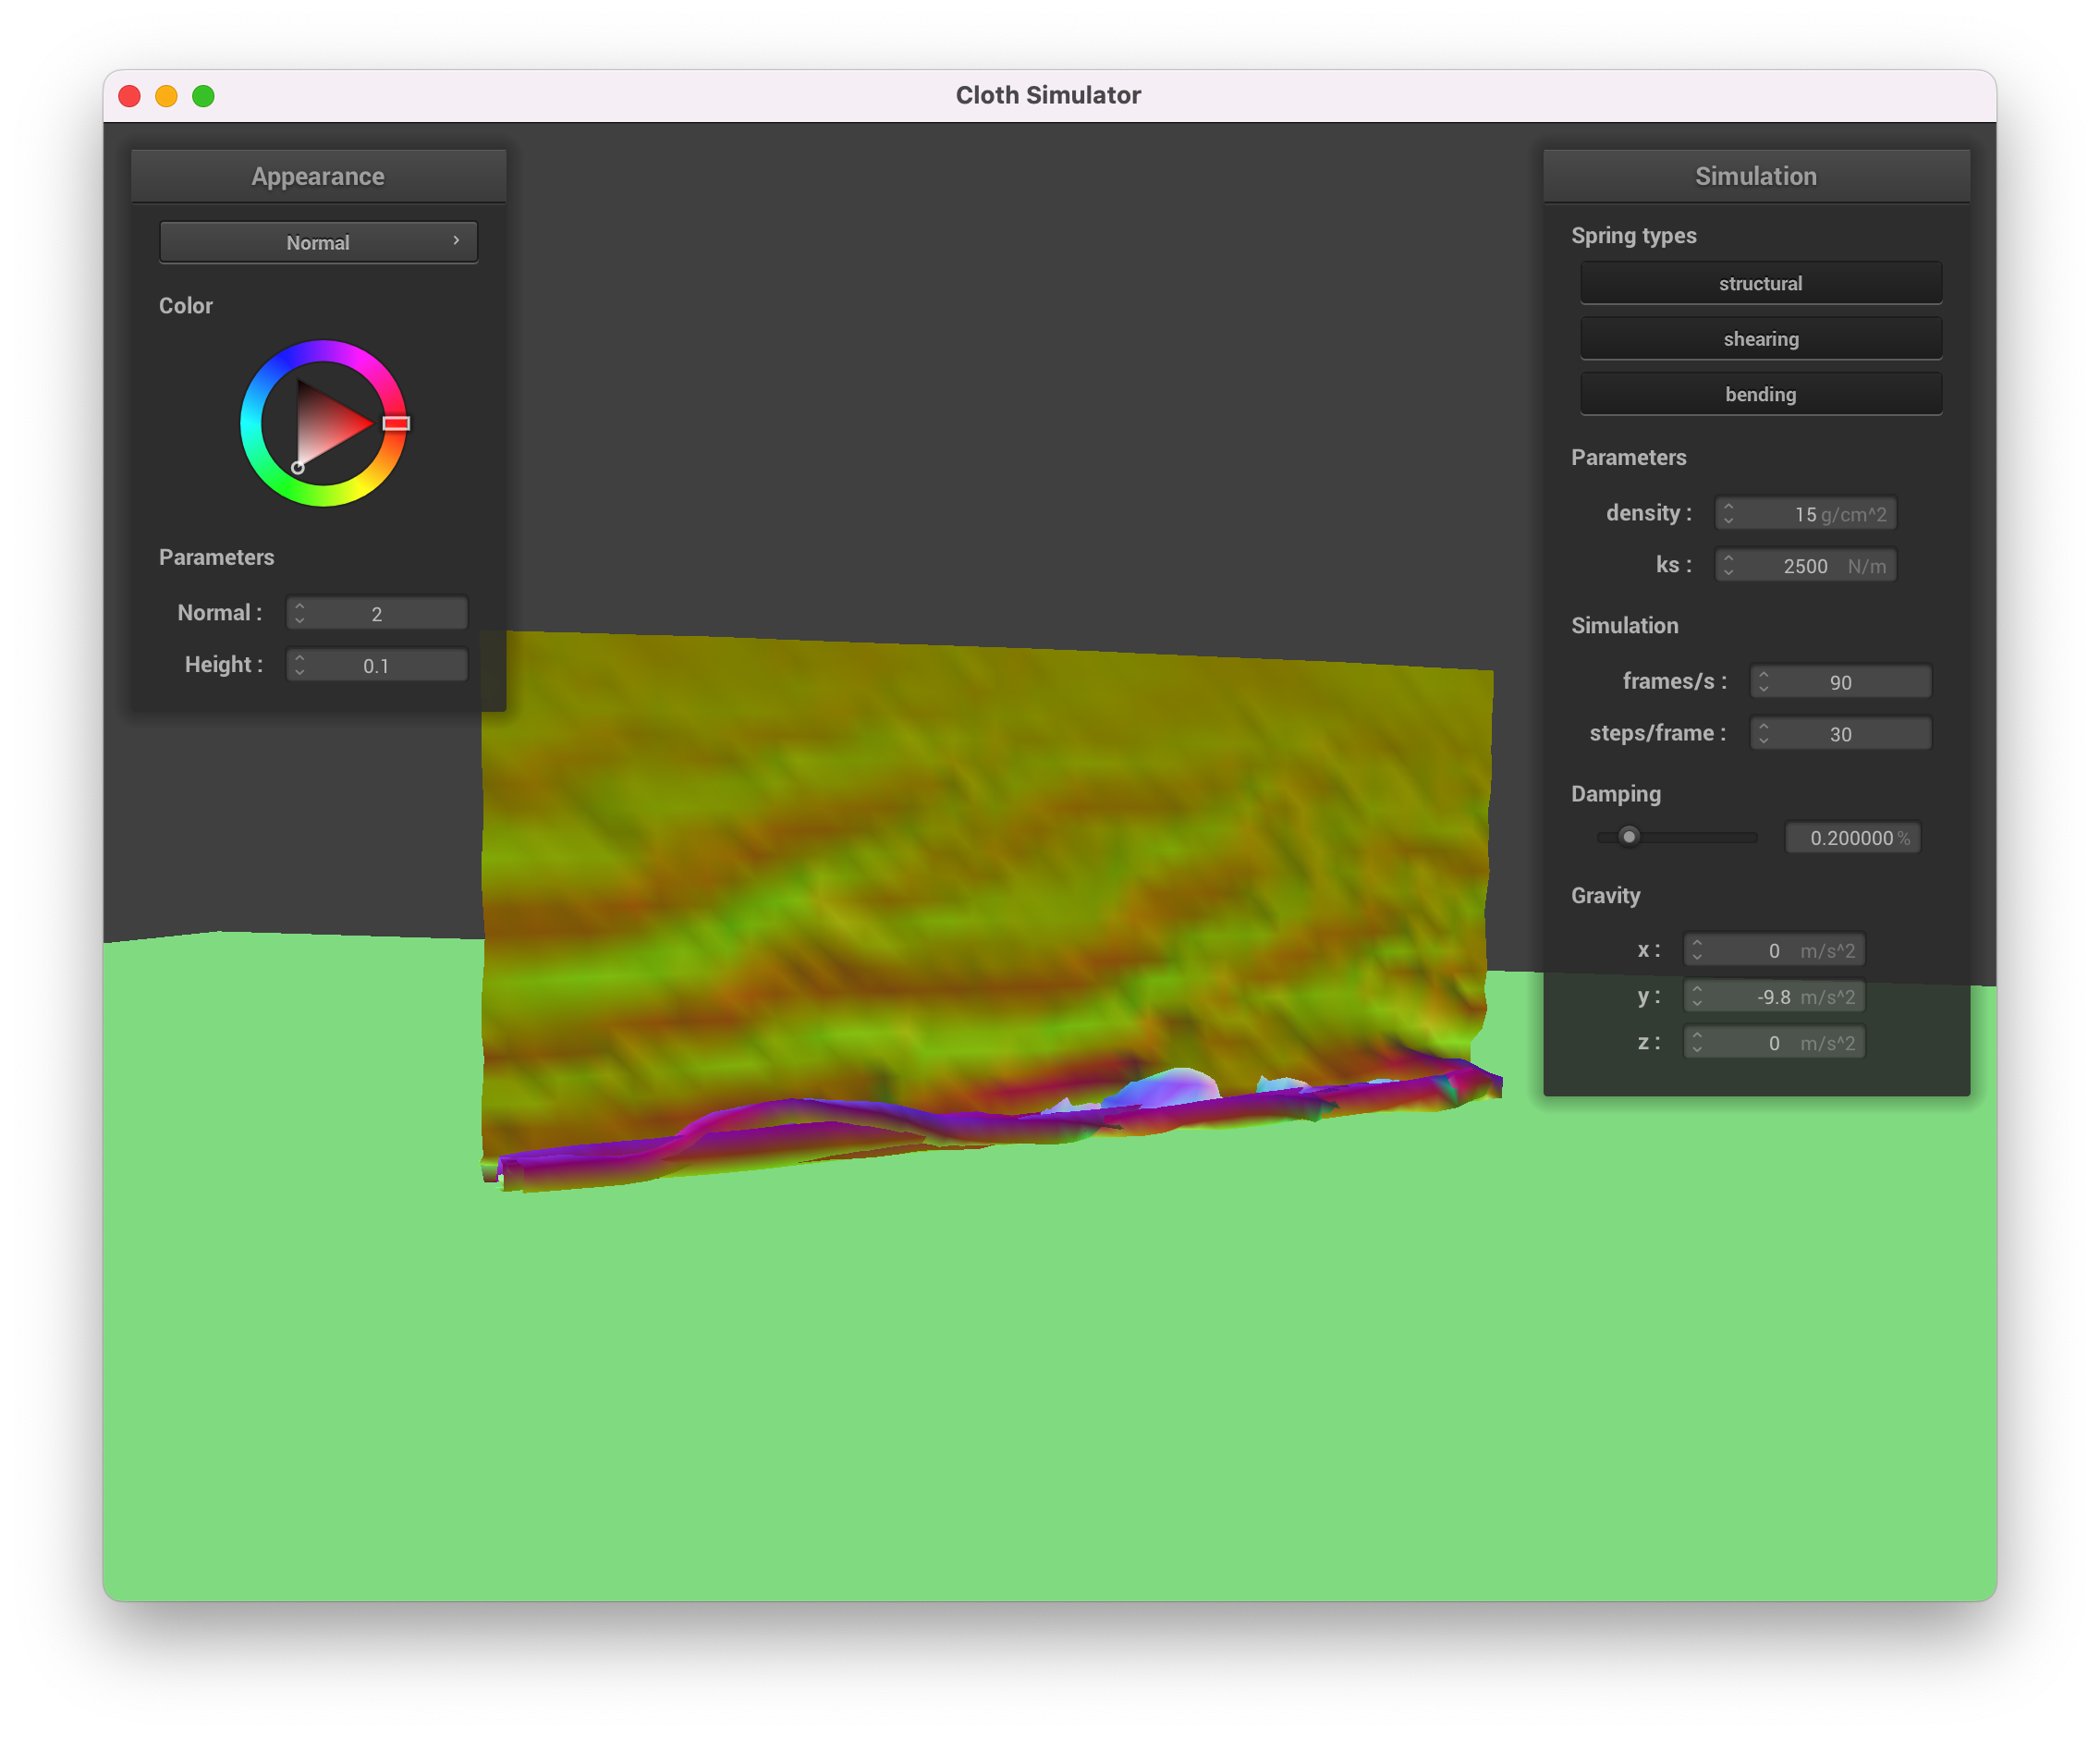 Cloth Simulator
Appearance
Normal
Color
Parameters
Normal : 2
Height : 0.1
Simulation
Spring types
structural
shearing
bending
Parameters
density : 15 g/cm^2
ks : 2500 N/m
Simulation
frames/s : 90
steps/frame : 30
Damping
0.200000 %
Gravity
x : 0 m/s^2
y : -9.8 m/s^2
z : 0 m/s^2